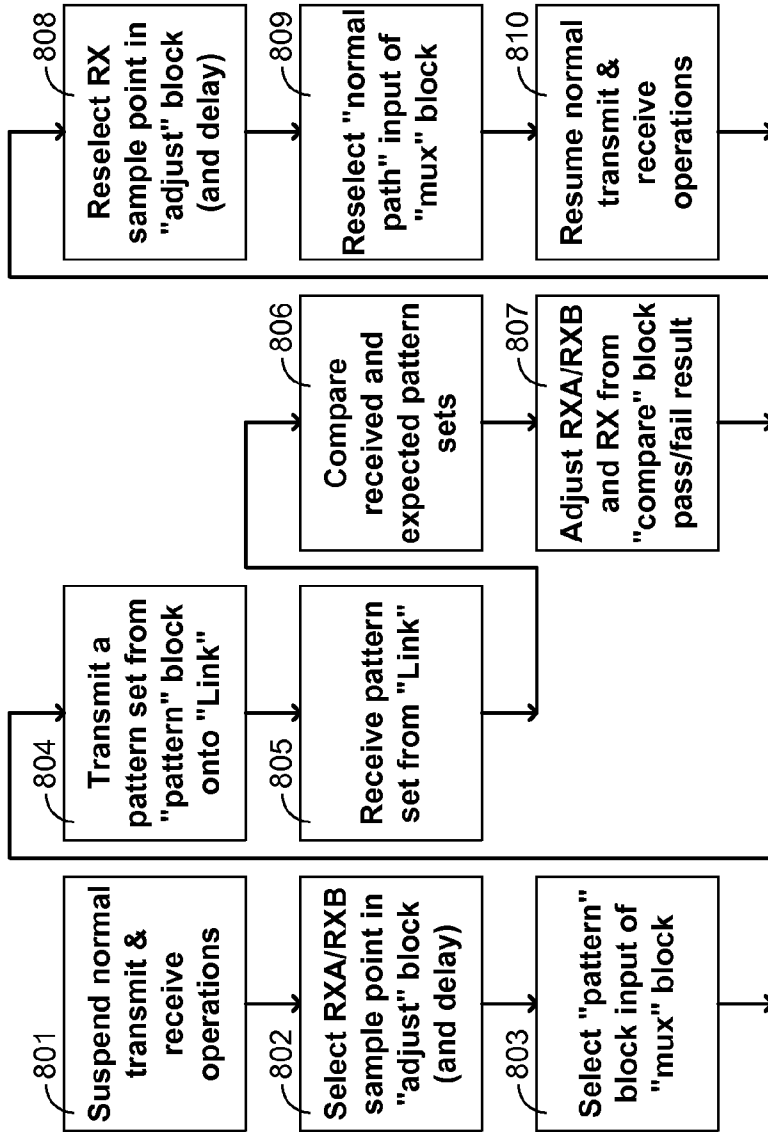 801
Suspend normal
transmit &
receive
operations
802
Select RXA/RXB
sample point in
"adjust" block
(and delay)
803
Select "pattern"
block input of
"mux" block
804
Transmit a
pattern set from
"pattern" block
onto "Link"
805
Receive pattern
set from "Link"
806
Compare
received and
expected pattern
sets
807
Adjust RXA/RXB
and RX from
"compare" block
pass/fail result
808
Reselect RX
sample point in
"adjust" block
(and delay)
809
Reselect "normal
path" input of
"mux" block
810
Resume normal
transmit &
receive
operations